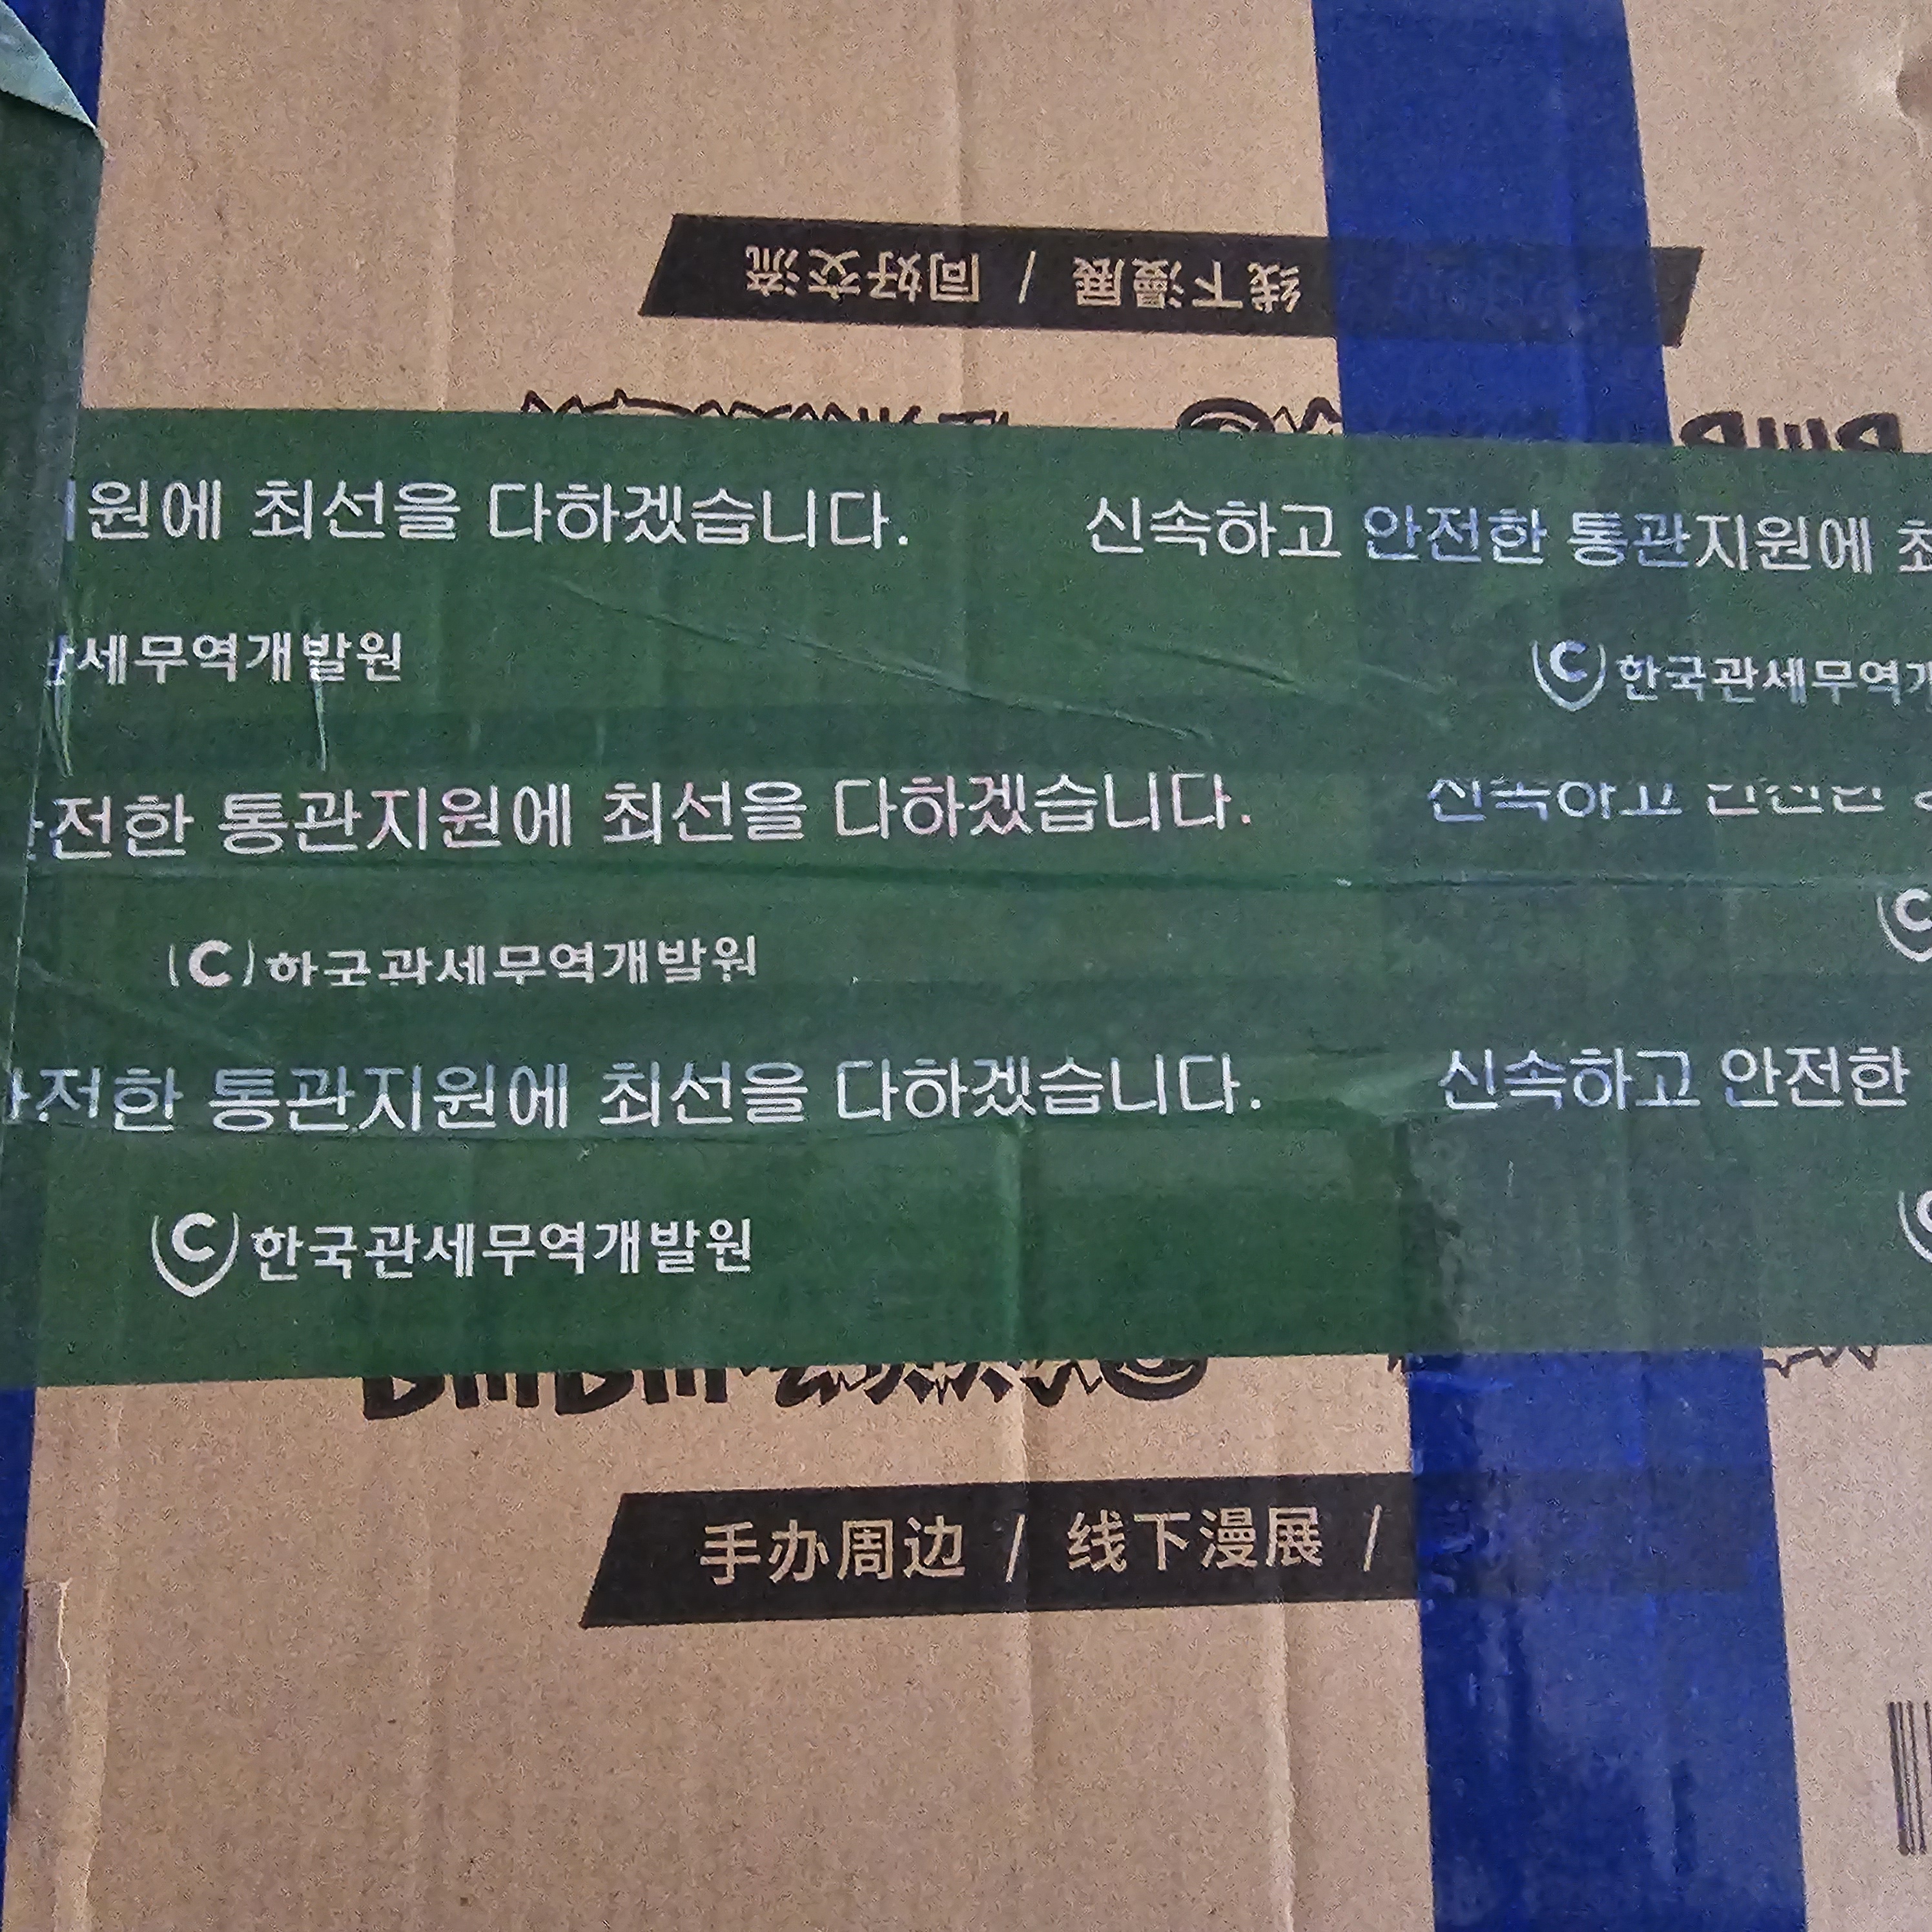 线下漫展 / 同好交流
원에 최선을 다하겠습니다. 신속하고 안전한 통관지원에 최
세무역개발원 C 한국관세무역개
전한 통관지원에 최선을 다하겠습니다. 신속하고
C 한국관세무역개발원 C
전한 통관지원에 최선을 다하겠습니다. 신속하고 안전한
C 한국관세무역개발원
手办周边 / 线下漫展 /